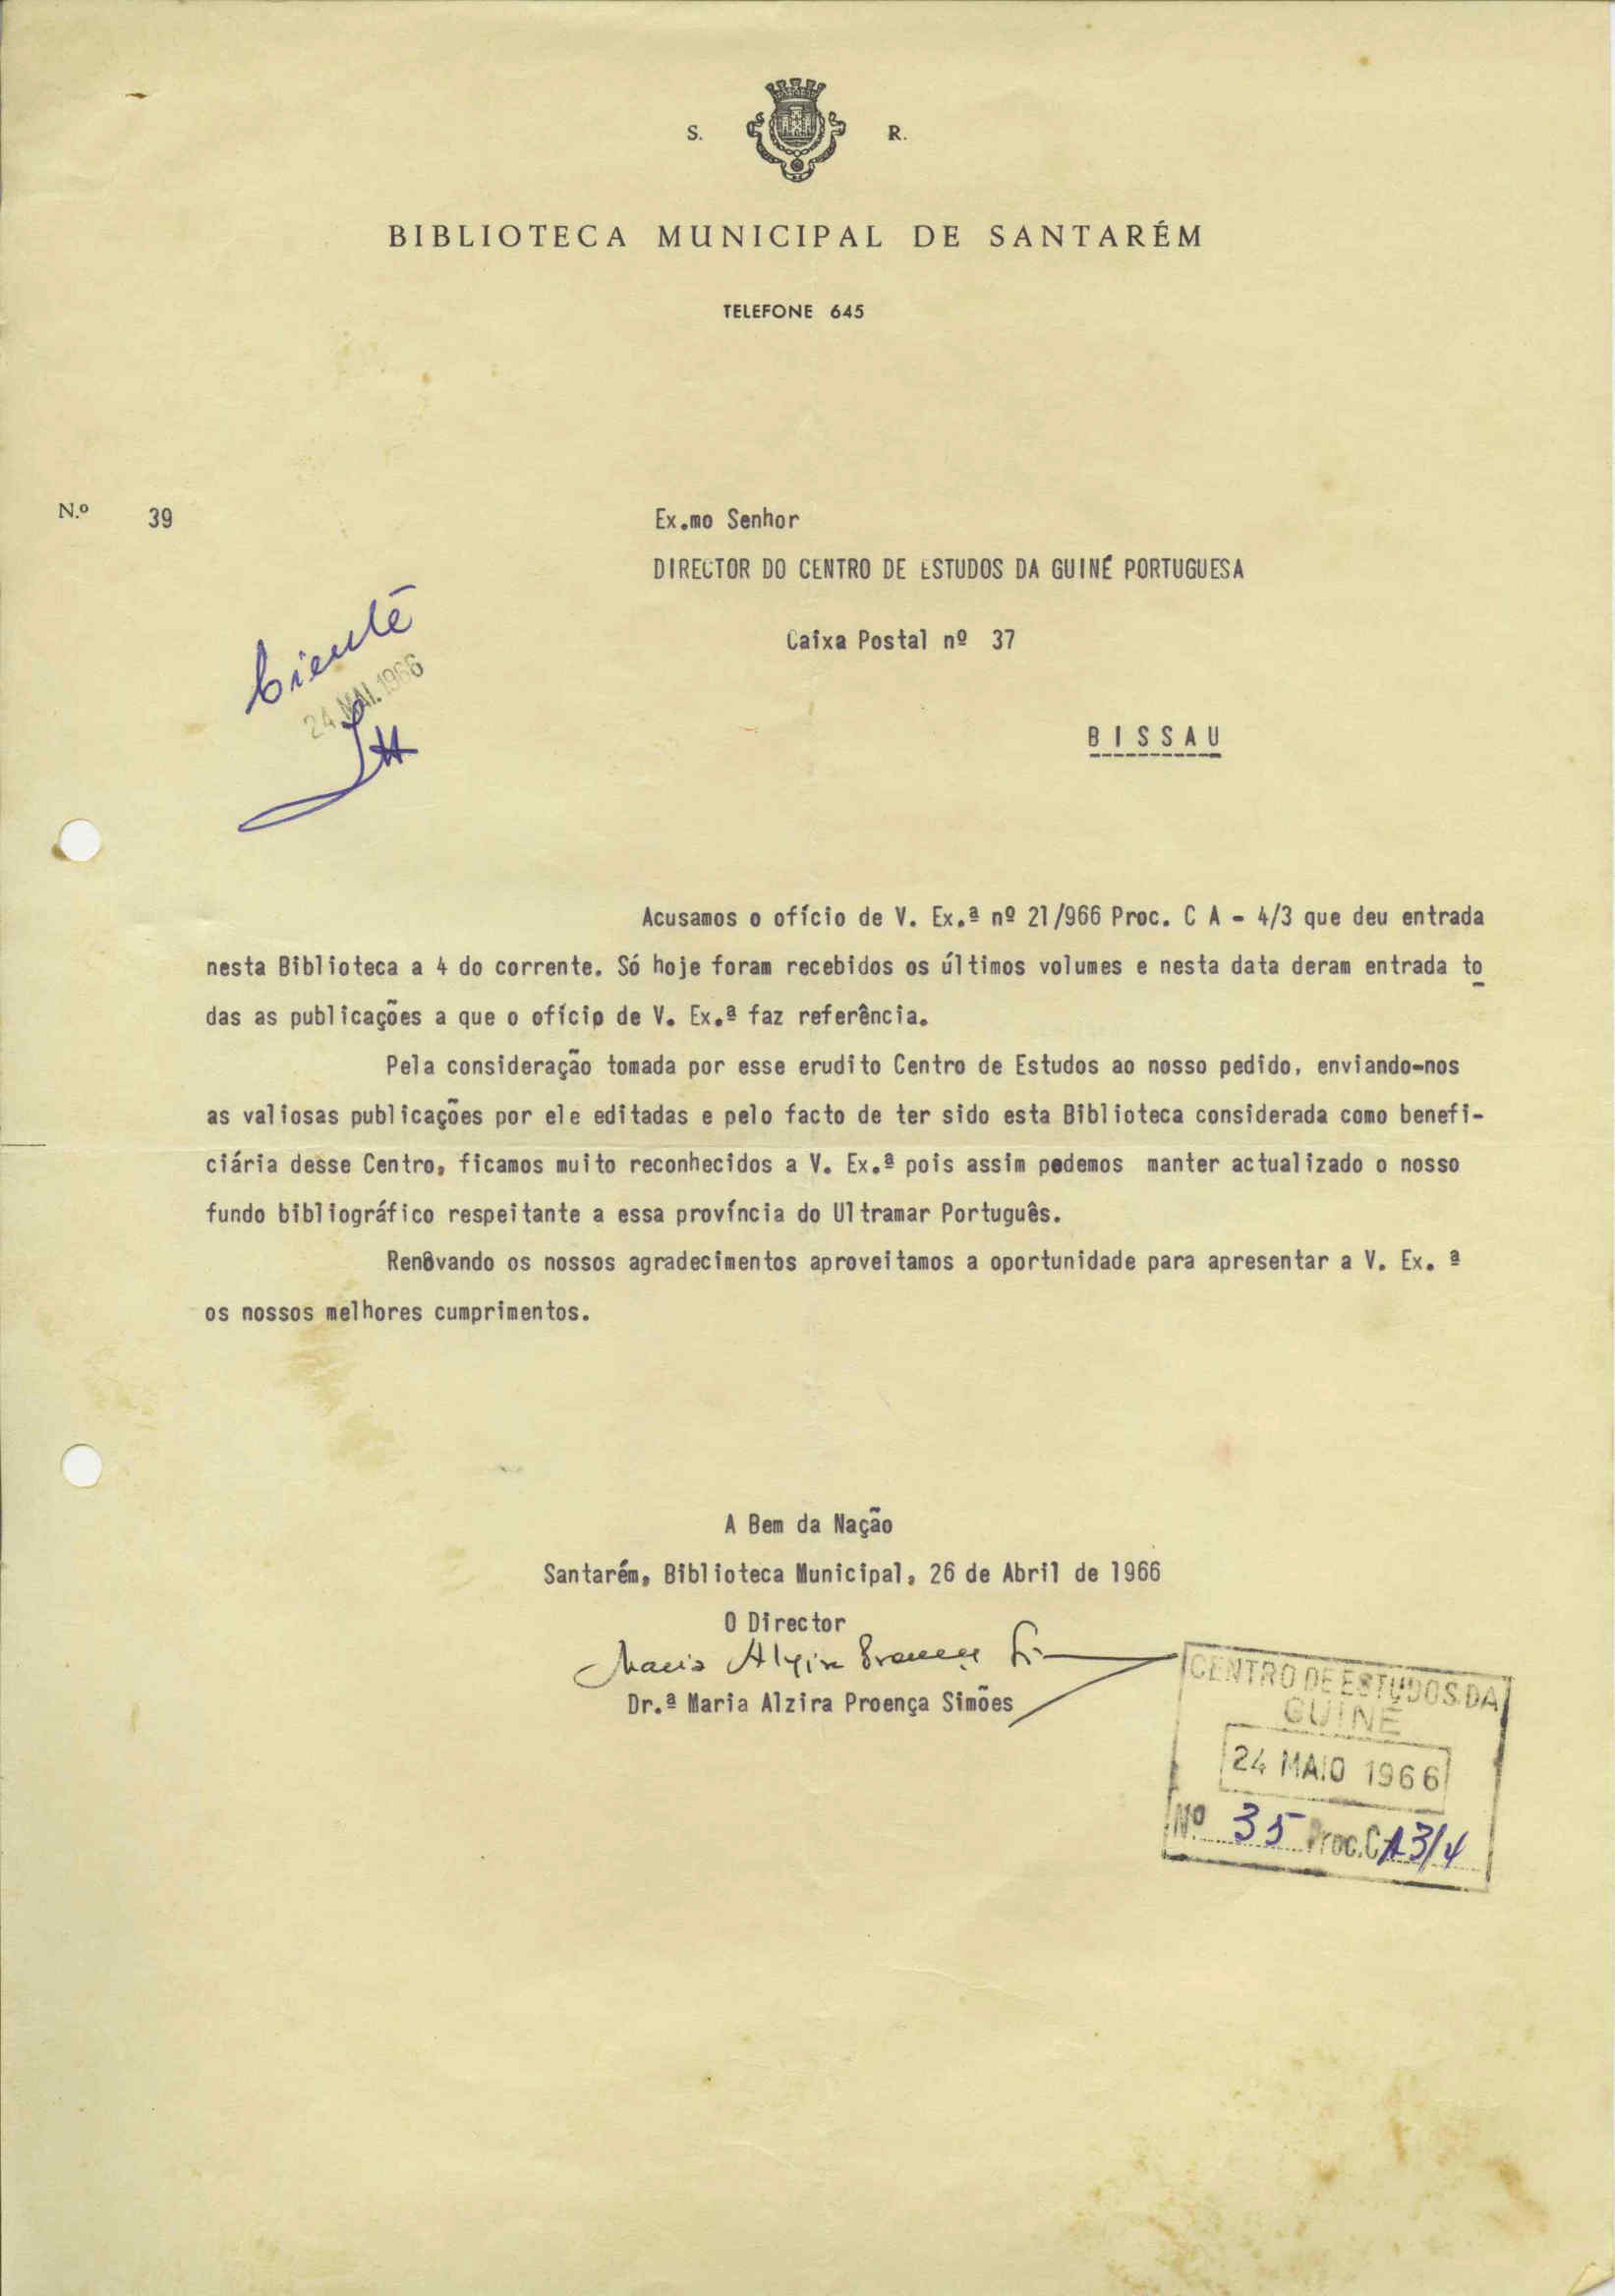 S. R.
BIBLIOTECA MUNICIPAL DE SANTARÉM
TELEFONE 645
N.º 39
Ex.mo Senhor
DIRECTOR DO CENTRO DE ESTUDOS DA GUINÉ PORTUGUESA
Caixa Postal nº 37
BISSAU
Ciente
24 MAI. 1966
Acusamos o ofício de V. Ex.ª nº 21/966 Proc. C A - 4/3 que deu entrada
nesta Biblioteca a 4 do corrente. Só hoje foram recebidos os últimos volumes e nesta data deram entrada to
das as publicações a que o ofício de V. Ex.ª faz referência.
Pela consideração tomada por esse erudito Centro de Estudos ao nosso pedido, enviando-nos
as valiosas publicações por ele editadas e pelo facto de ter sido esta Biblioteca considerada como benefi-
ciária desse Centro, ficamos muito reconhecidos a V. Ex.ª pois assim podemos manter actualizado o nosso
fundo bibliográfico respeitante a essa província do Ultramar Português.
Renovando os nossos agradecimentos aproveitamos a oportunidade para apresentar a V. Ex. ª
os nossos melhores cumprimentos.
A Bem da Nação
Santarém, Biblioteca Municipal, 26 de Abril de 1966
O Director
Maria Alzira Proença
Dr.ª Maria Alzira Proença Simões
CENTRO DE ESTUDOS DA
GUINÉ
24 MAIO 1966
Nº 35 Proc. CA 3/4